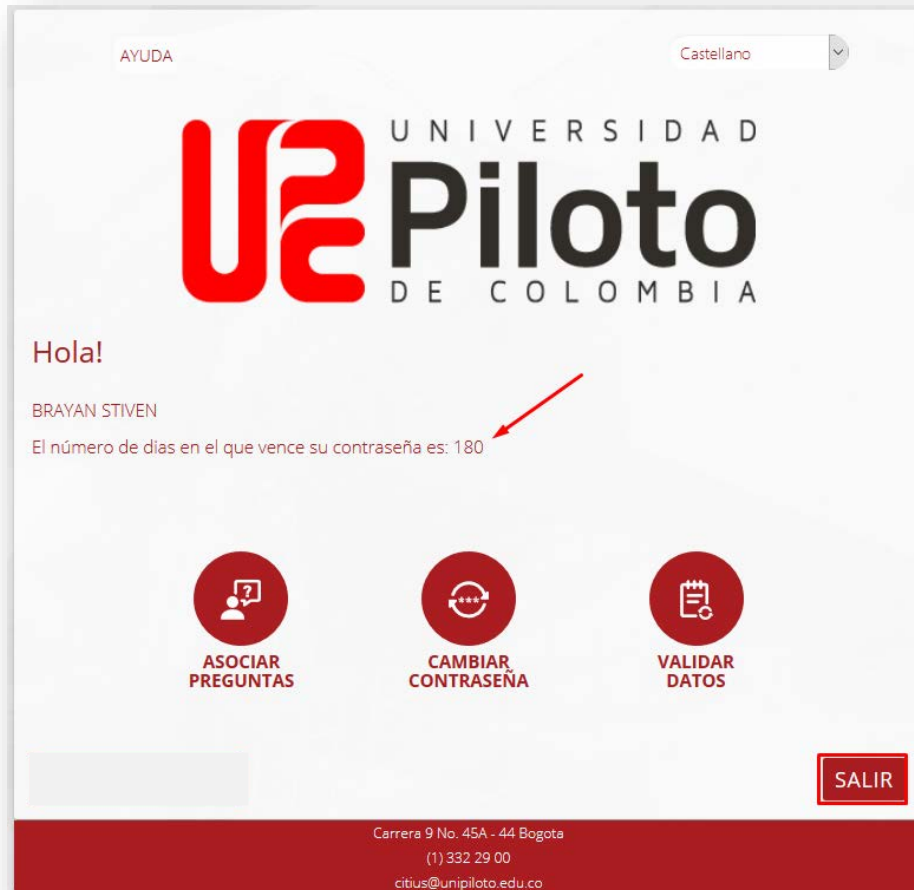 AYUDA
Castellano
UNIVERSIDAD
Piloto
DE COLOMBIA
Hola!
BRAYAN STIVEN
El número de dias en el que vence su contraseña es: 180
ASOCIAR
PREGUNTAS
CAMBIAR
CONTRASEÑA
VALIDAR
DATOS
SALIR
Carrera 9 No. 45A - 44 Bogota
(1) 332 29 00
citius@unipiloto.edu.co